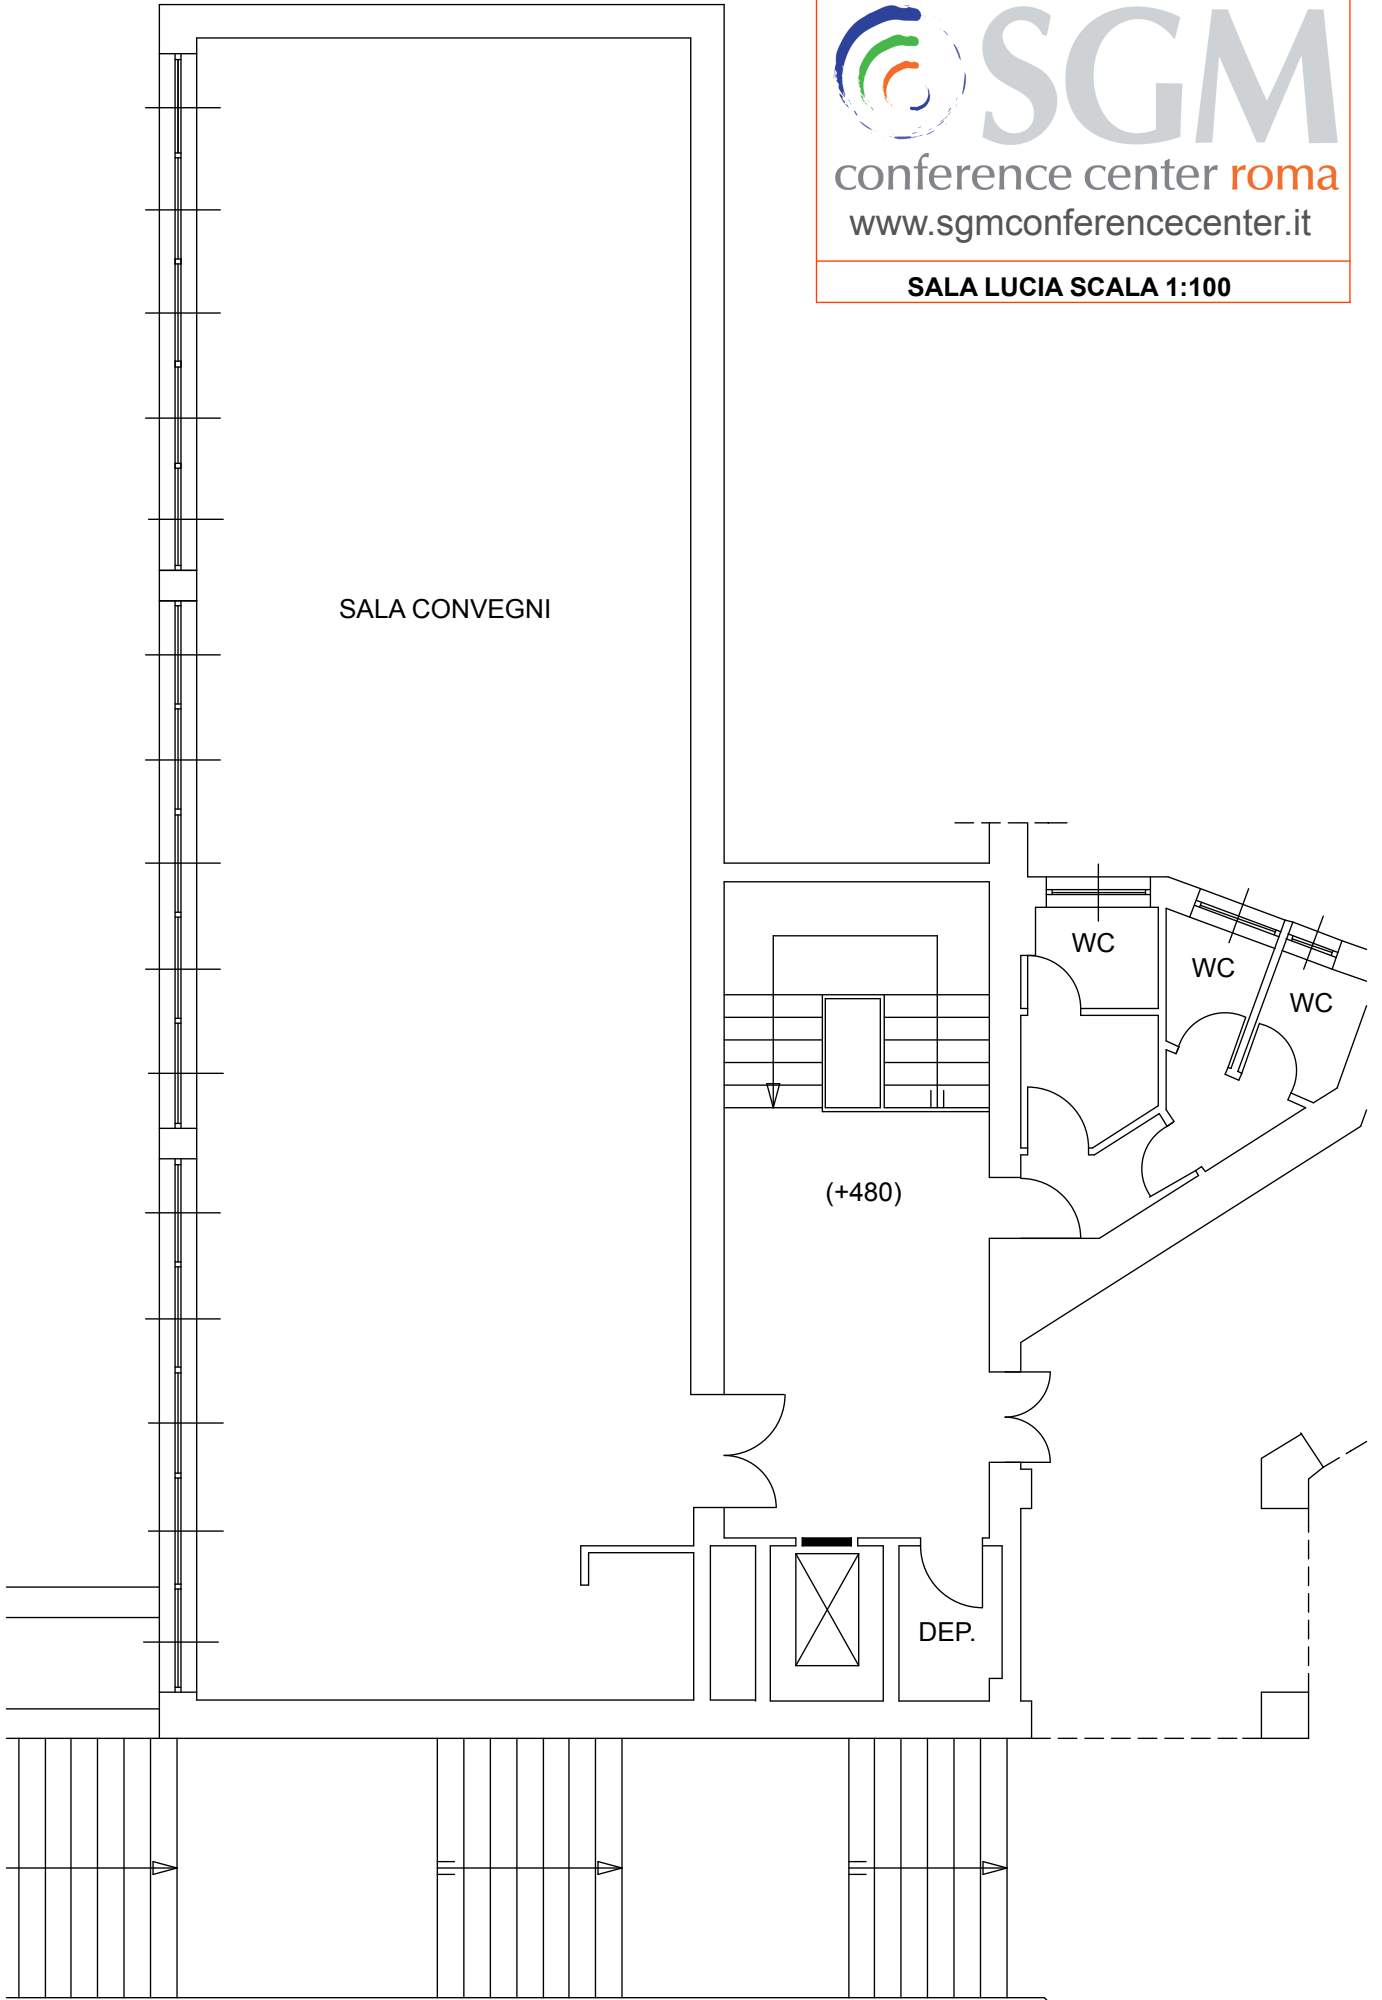 SGM
conference center roma
www.sgmconferencecenter.it
SALA LUCIA SCALA 1:100
SALA CONVEGNI
WC
WC
WC
(+480)
DEP.